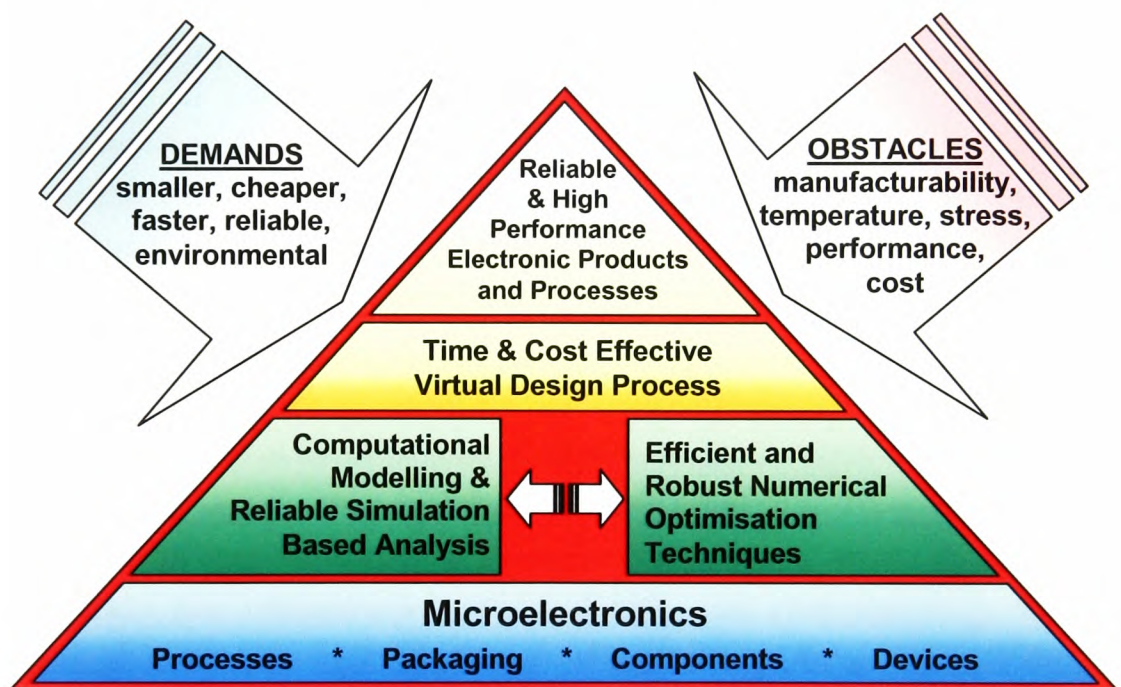 DEMANDS
smaller, cheaper,
faster, reliable,
environmental
OBSTACLES
manufacturability,
temperature, stress,
performance,
cost
Reliable
& High
Performance
Electronic Products
and Processes
Time & Cost Effective
Virtual Design Process
Computational
Modelling &
Reliable Simulation
Based Analysis
Efficient and
Robust Numerical
Optimisation
Techniques
Microelectronics
Processes * Packaging * Components * Devices